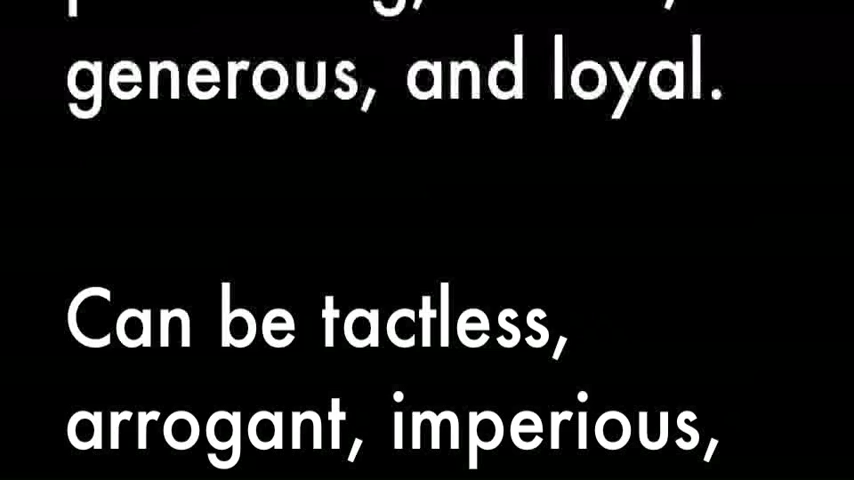 generous, and loyal.
Can be tactless,
arrogant, imperious,